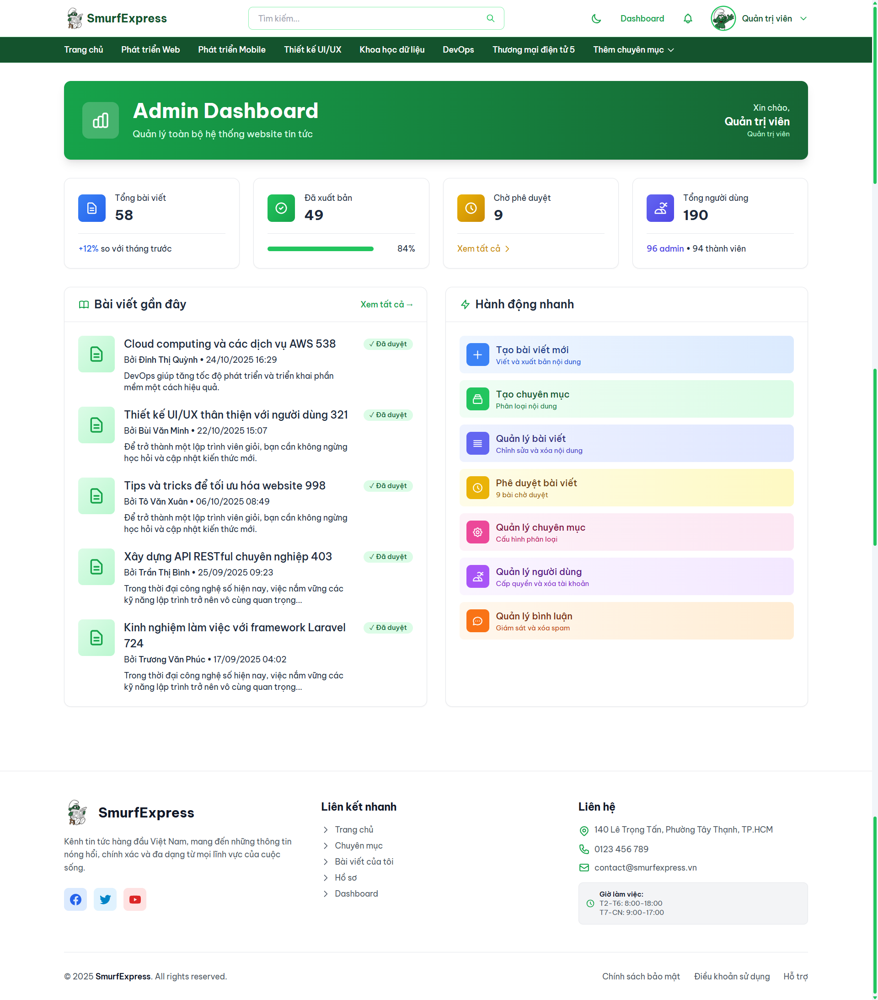 SmurfExpress
Tìm kiếm...
Dashboard
Quản trị viên
Trang chủ
Phát triển Web
Phát triển Mobile
Thiết kế UI/UX
Khoa học dữ liệu
DevOps
Thương mại điện tử 5
Thêm chuyên mục
Admin Dashboard
Quản lý toàn bộ hệ thống website tin tức
Xin chào,
Quản trị viên
Quản trị viên
Tổng bài viết
58
+12% so với tháng trước
Đã xuất bản
49
84%
Chờ phê duyệt
9
Xem tất cả
Tổng người dùng
190
96 admin • 94 thành viên
Bài viết gần đây
Xem tất cả →
Cloud computing và các dịch vụ AWS 538
✓ Đã duyệt
Bởi Đinh Thị Quỳnh • 24/10/2025 16:29
DevOps giúp tăng tốc độ phát triển và triển khai phần
mềm một cách hiệu quả.
Thiết kế UI/UX thân thiện với người dùng 321
✓ Đã duyệt
Bởi Bùi Văn Minh • 22/10/2025 15:07
Để trở thành một lập trình viên giỏi, bạn cần không ngừng
học hỏi và cập nhật kiến thức mới.
Tips và tricks để tối ưu hóa website 998
✓ Đã duyệt
Bởi Tô Văn Xuân • 06/10/2025 08:49
Để trở thành một lập trình viên giỏi, bạn cần không ngừng
học hỏi và cập nhật kiến thức mới.
Xây dựng API RESTful chuyên nghiệp 403
✓ Đã duyệt
Bởi Trần Thị Bình • 25/09/2025 09:23
Trong thời đại công nghệ số hiện nay, việc nắm vững các
kỹ năng lập trình trở nên vô cùng quan trọng...
Kinh nghiệm làm việc với framework Laravel
724
✓ Đã duyệt
Bởi Trương Văn Phúc • 17/09/2025 04:02
Trong thời đại công nghệ số hiện nay, việc nắm vững các
kỹ năng lập trình trở nên vô cùng quan trọng...
Hành động nhanh
Tạo bài viết mới
Viết và xuất bản nội dung
Tạo chuyên mục
Phân loại nội dung
Quản lý bài viết
Chỉnh sửa và xóa nội dung
Phê duyệt bài viết
9 bài chờ duyệt
Quản lý chuyên mục
Cấu hình phân loại
Quản lý người dùng
Cấp quyền và xóa tài khoản
Quản lý bình luận
Giám sát và xóa spam
SmurfExpress
Kênh tin tức hàng đầu Việt Nam, mang đến những thông tin
nóng hổi, chính xác và đa dạng từ mọi lĩnh vực của cuộc
sống.
Liên kết nhanh
Trang chủ
Chuyên mục
Bài viết của tôi
Hồ sơ
Dashboard
Liên hệ
140 Lê Trọng Tấn, Phường Tây Thạnh, TP.HCM
0123 456 789
contact@smurfexpress.vn
Giờ làm việc:
T2-T6: 8:00-18:00
T7-CN: 9:00-17:00
© 2025 SmurfExpress. All rights reserved.
Chính sách bảo mật
Điều khoản sử dụng
Hỗ trợ